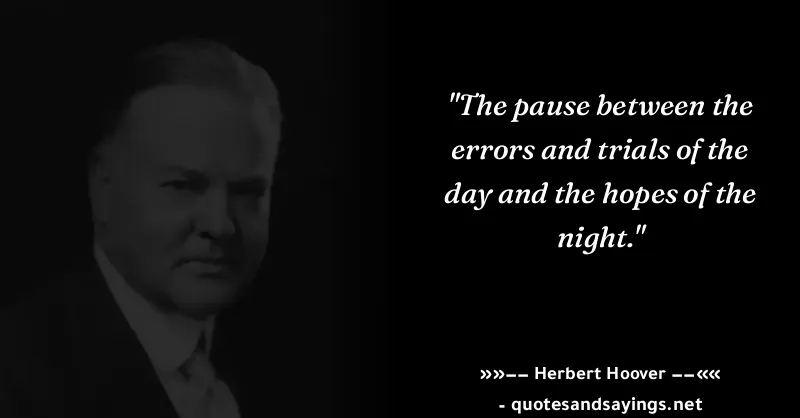 "The pause between the
errors and trials of the
day and the hopes of the
night."
»»–– Herbert Hoover ––««
- quotesandsayings.net